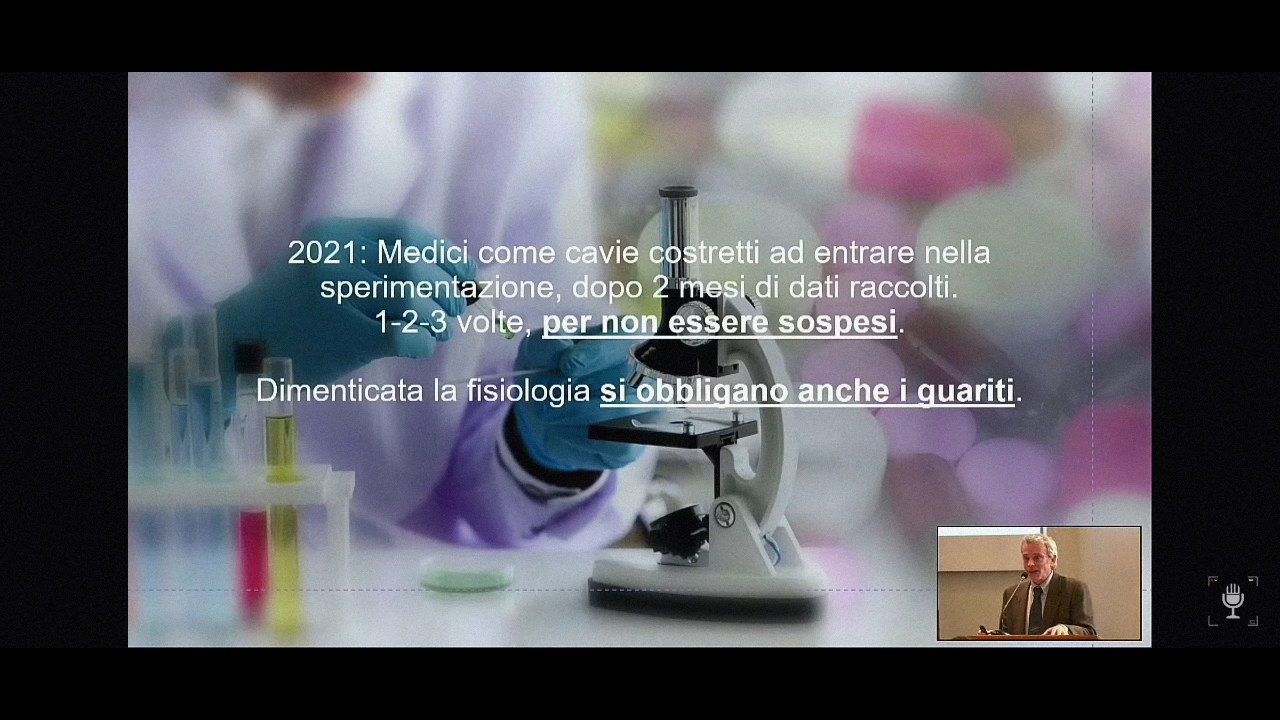 2021: Medici come cavie costretti ad entrare nella
sperimentazione, dopo 2 mesi di dati raccolti.
1-2-3 volte, per non essere sospesi.
Dimenticata la fisiologia si obbligano anche i guariti.